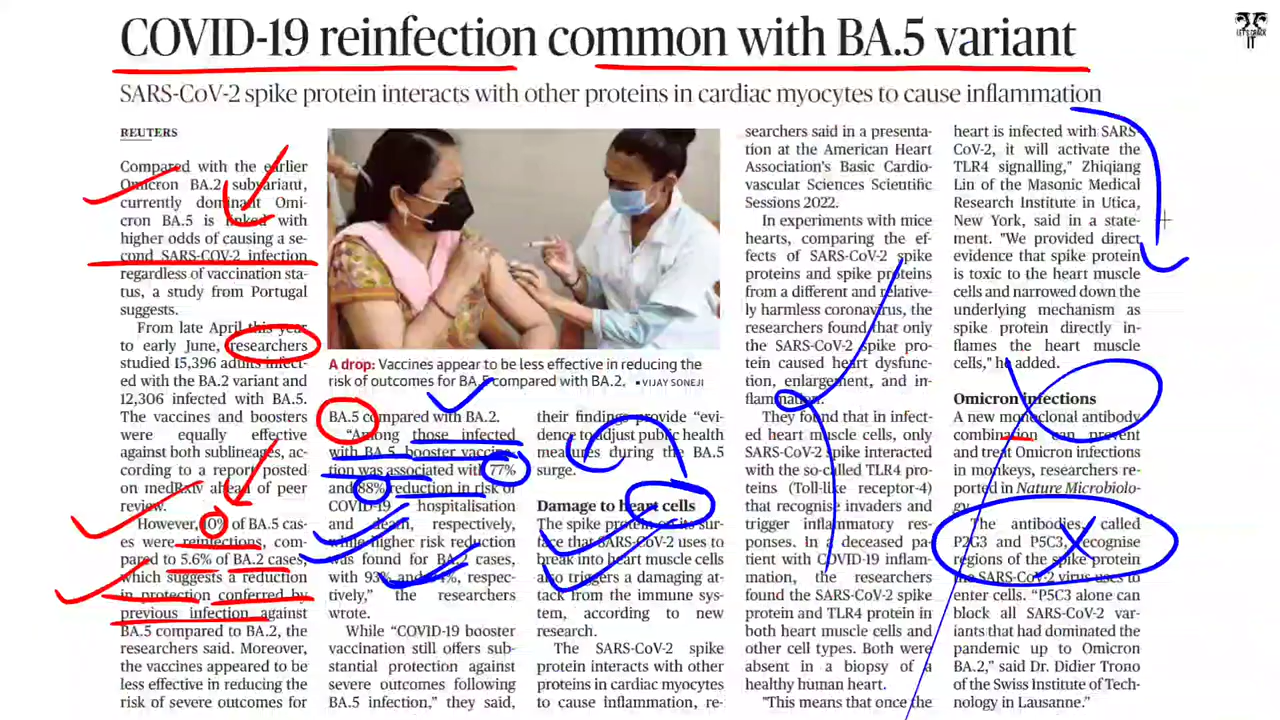 COVID-19 reinfection common with BA.5 variant
LET'S CRACK
IT
SARS-CoV-2 spike protein interacts with other proteins in cardiac myocytes to cause inflammation
REUTERS
Compared with the earlier
Omicron BA.2 subvariant,
currently dominant Omi-
cron BA.5 is linked with
higher odds of causing a se-
cond SARS-COV-2 infection
regardless of vaccination sta-
tus, a study from Portugal
suggests.
From late April this year
to early June, researchers
studied 15,396 adults infect-
ed with the BA.2 variant and
12,306 infected with BA.5.
The vaccines and boosters
were equally effective
against both sublineages, ac-
cording to a report posted
on medRxiv ahead of peer
review.
However, 10% of BA.5 cas-
es were reinfections, com-
pared to 5.6% of BA.2 cases,
which suggests a reduction
in protection conferred by
previous infection against
BA.5 compared to BA.2, the
researchers said. Moreover,
the vaccines appeared to be
less effective in reducing the
risk of severe outcomes for
A drop: Vaccines appear to be less effective in reducing the
risk of outcomes for BA.5 compared with BA.2. ▪ VIJAY SONEJI
BA.5 compared with BA.2.
"Among those infected
with BA.5, booster vaccina-
tion was associated with 77%
and 88% reduction in risk of
COVID-19 hospitalisation
and death, respectively,
while higher risk reduction
was found for BA.2 cases,
with 93% and respec-
tively," the researchers
wrote.
While "COVID-19 booster
vaccination still offers sub-
stantial protection against
severe outcomes following
BA.5 infection," they said,
their findings provide "evi-
dence to adjust public health
measures during the BA.5
surge.
Damage to heart cells
The spike protein on its sur-
face that SARS-CoV-2 uses to
break into heart muscle cells
also triggers a damaging at-
tack from the immune sys-
tem, according to new
research.
The SARS-CoV-2 spike
protein interacts with other
proteins in cardiac myocytes
to cause inflammation, re-
searchers said in a presenta-
tion at the American Heart
Association's Basic Cardio-
vascular Sciences Scientific
Sessions 2022.
In experiments with mice
hearts, comparing the ef-
fects of SARS-CoV-2 spike
proteins and spike proteins
from a different and relative-
ly harmless coronavirus, the
researchers found that only
the SARS-CoV-2 spike pro-
tein caused heart dysfunc-
tion, enlargement, and in-
flammation.
They found that in infect-
ed heart muscle cells, only
SARS-CoV-2 spike interacted
with the so-called TLR4 pro-
teins (Toll-like receptor-4)
that recognise invaders and
trigger inflammatory res-
ponses. In a deceased pa-
tient with COVID-19 inflam-
mation, the researchers
found the SARS-CoV-2 spike
protein and TLR4 protein in
both heart muscle cells and
other cell types. Both were
absent in a biopsy of a
healthy human heart.
"This means that once the
heart is infected with SARS-
CoV-2, it will activate the
TLR4 signalling," Zhiqiang
Lin of the Masonic Medical
Research Institute in Utica,
New York, said in a state-
ment. "We provided direct
evidence that spike protein
is toxic to the heart muscle
cells and narrowed down the
underlying mechanism as
spike protein directly in-
flames the heart muscle
cells," he added.
Omicron infections
A new monoclonal antibody
combination can prevent
and treat Omicron infections
in monkeys, researchers re-
ported in Nature Microbiolo-
gy.
The antibodies, called
P2G3 and P5C3, recognise
regions of the spike protein
the SARS-CoV-2 virus uses to
enter cells. "P5C3 alone can
block all SARS-CoV-2 var-
iants that had dominated the
pandemic up to Omicron
BA.2," said Dr. Didier Trono
of the Swiss Institute of Tech-
nology in Lausanne."